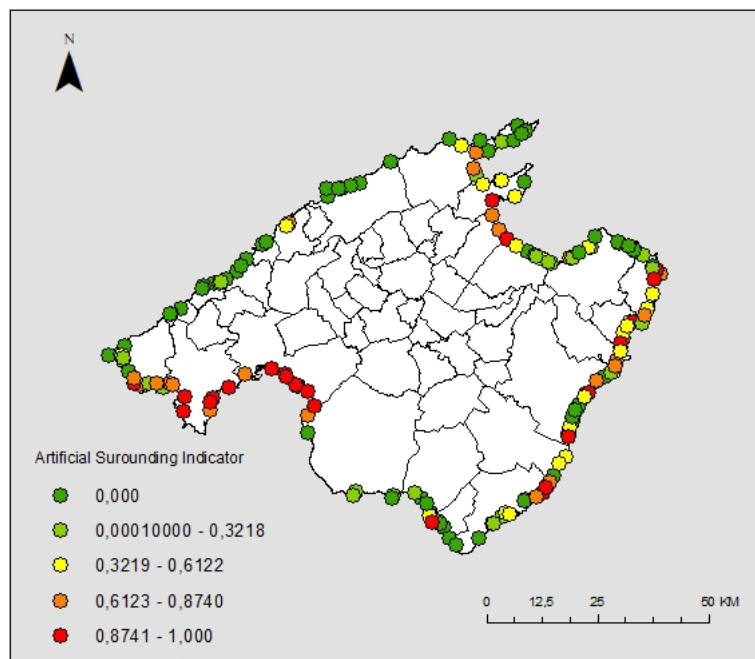 N
Artificial Surounding Indicator
0,000
0,00010000 - 0,3218
0,3219 - 0,6122
0,6123 - 0,8740
0,8741 - 1,000
0 12,5 25 50 KM